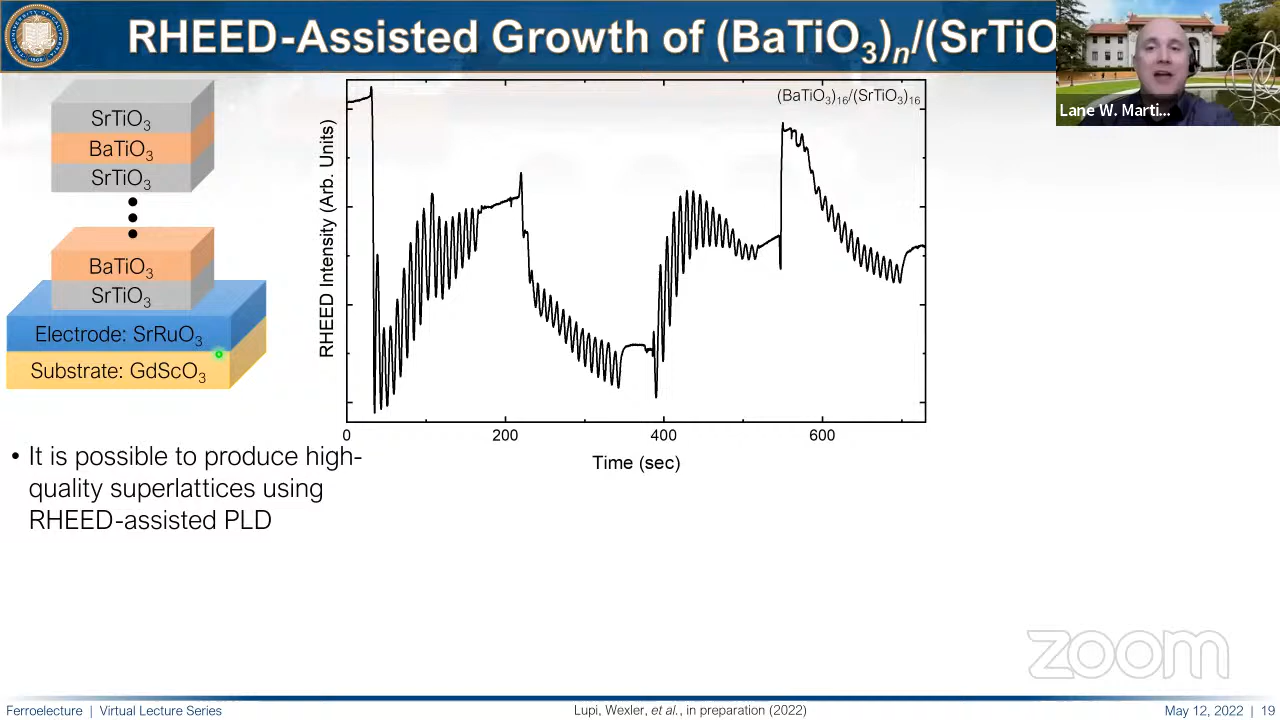 RHEED-Assisted Growth of (BaTiO₃)ₙ/(SrTiO
Lane W. Marti...
SrTiO₃
BaTiO₃
SrTiO₃
BaTiO₃
SrTiO₃
Electrode: SrRuO₃
Substrate: GdScO₃
(BaTiO₃)₁₆/(SrTiO₃)₁₆
RHEED Intensity (Arb. Units)
0
200
400
600
Time (sec)
• It is possible to produce high-
quality superlattices using
RHEED-assisted PLD
zoom
Ferroelecture | Virtual Lecture Series
Lupi, Wexler, et al., in preparation (2022)
May 12, 2022 | 19